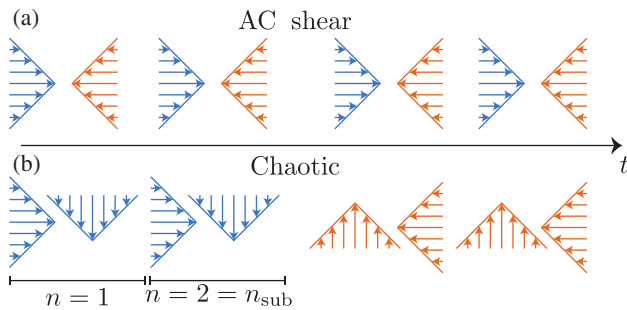 (a) AC shear
t
(b) Chaotic
n = 1
n = 2 = n_sub